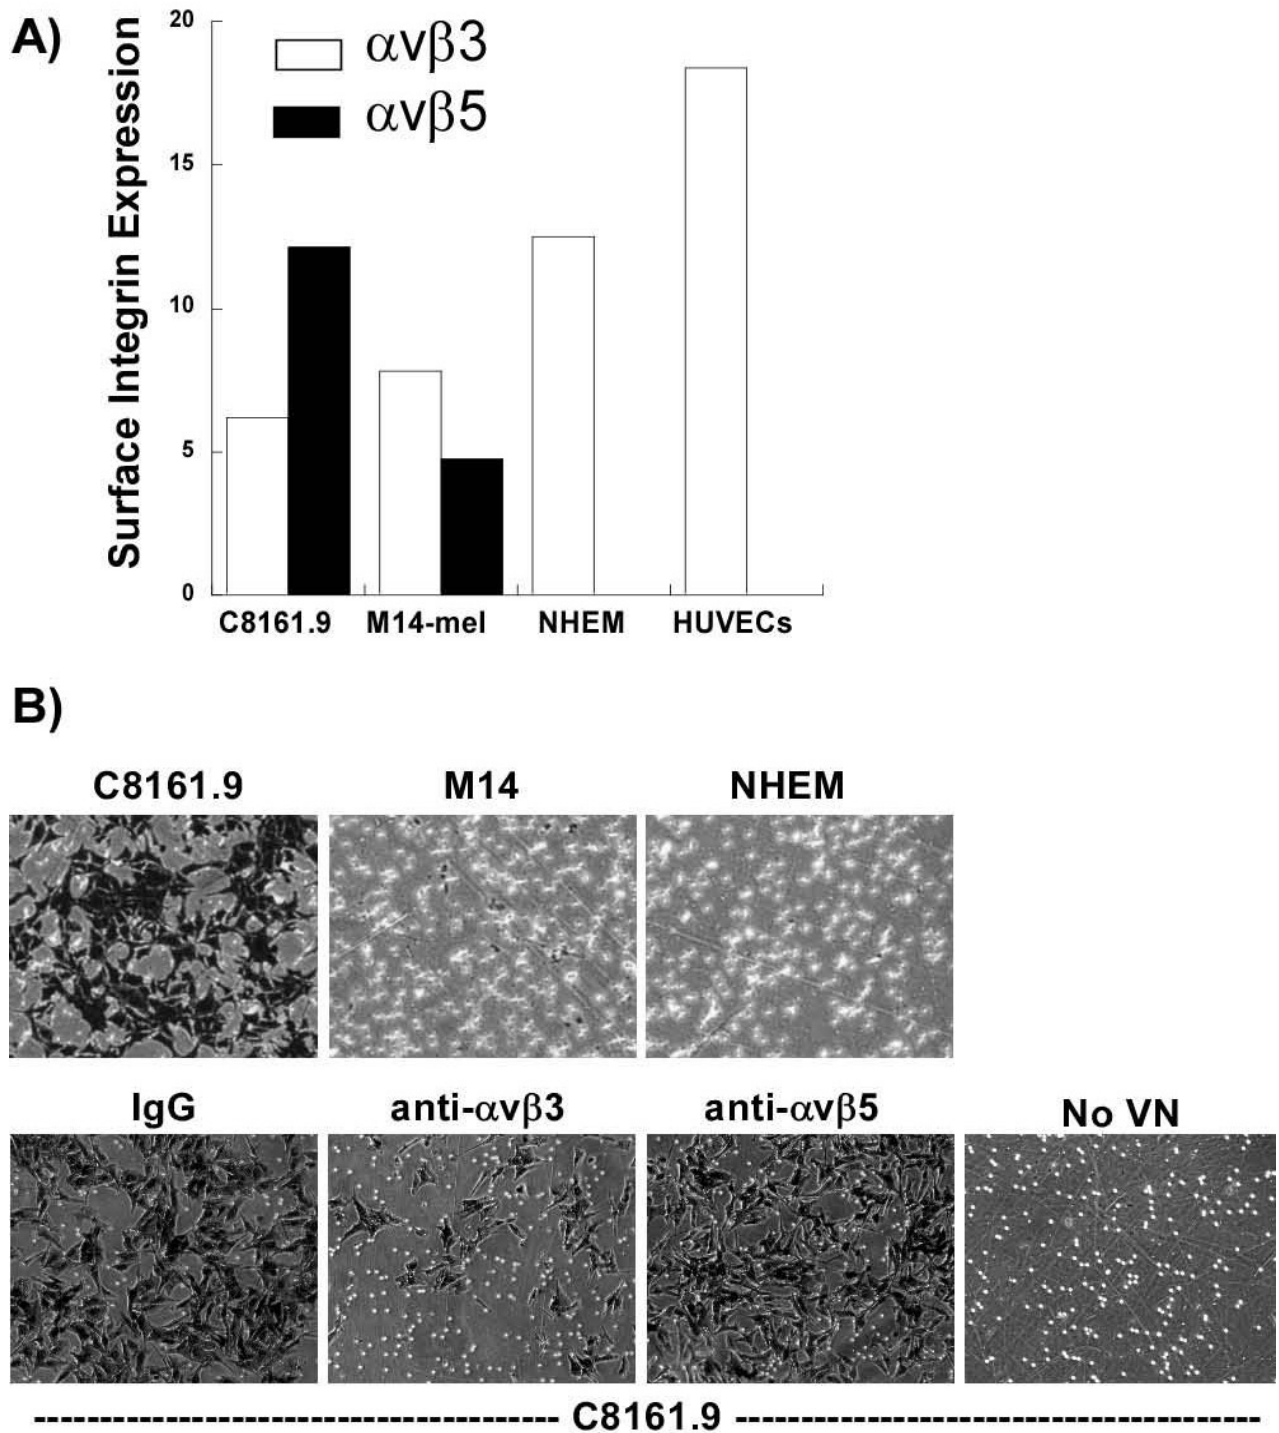 A)
Surface Integrin Expression
20
15
10
5
0
αvβ3
αvβ5
C8161.9 M14-mel NHEM HUVECs
B)
C8161.9 M14 NHEM
IgG anti-αvβ3 anti-αvβ5 No VN
---------------------------------------- C8161.9 ----------------------------------------